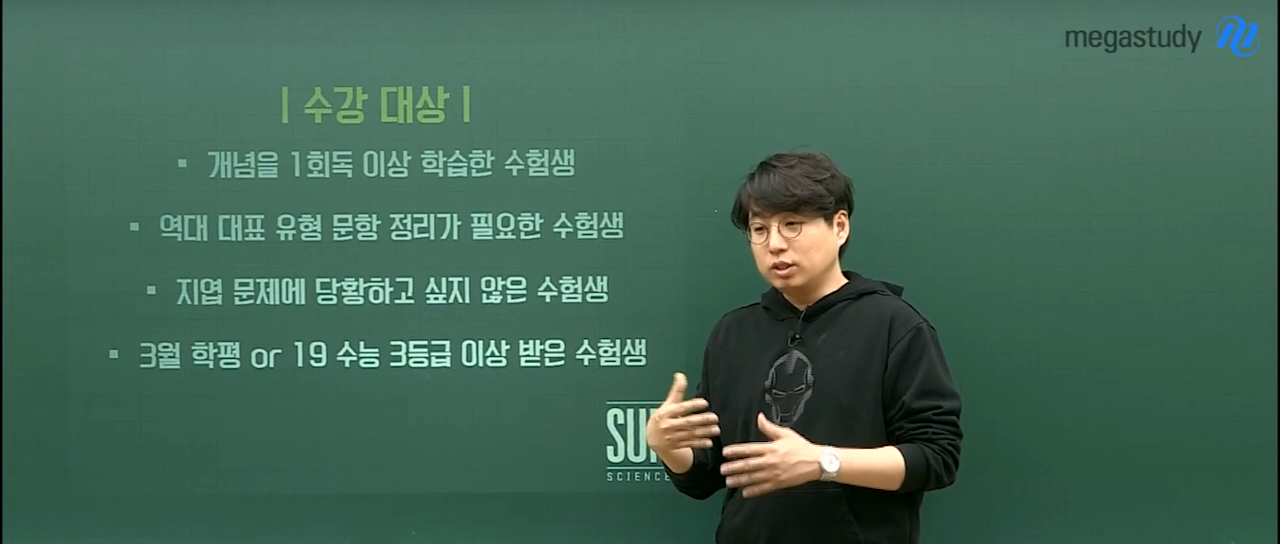 megastudy
| 수강 대상 |
▪ 개념을 1회독 이상 학습한 수험생
▪ 역대 대표 유형 문항 정리가 필요한 수험생
▪ 지엽 문제에 당황하고 싶지 않은 수험생
▪ 3월 학평 or 19 수능 3등급 이상 받은 수험생
SCIENCE